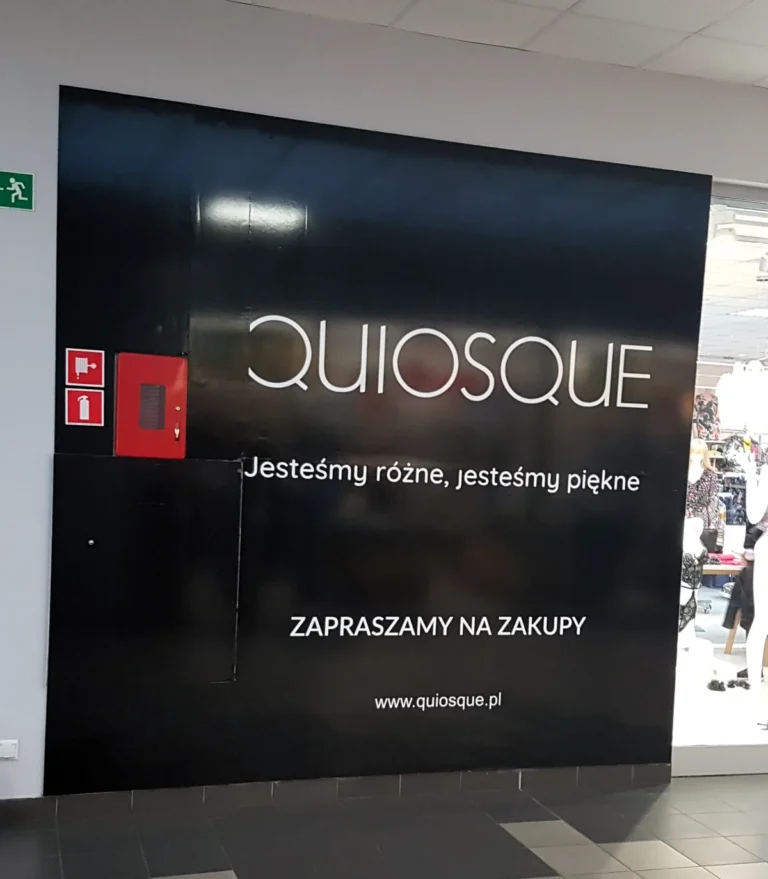 QUIOSQUE
Jesteśmy różne, jesteśmy piękne
ZAPRASZAMY NA ZAKUPY
www.quiosque.pl